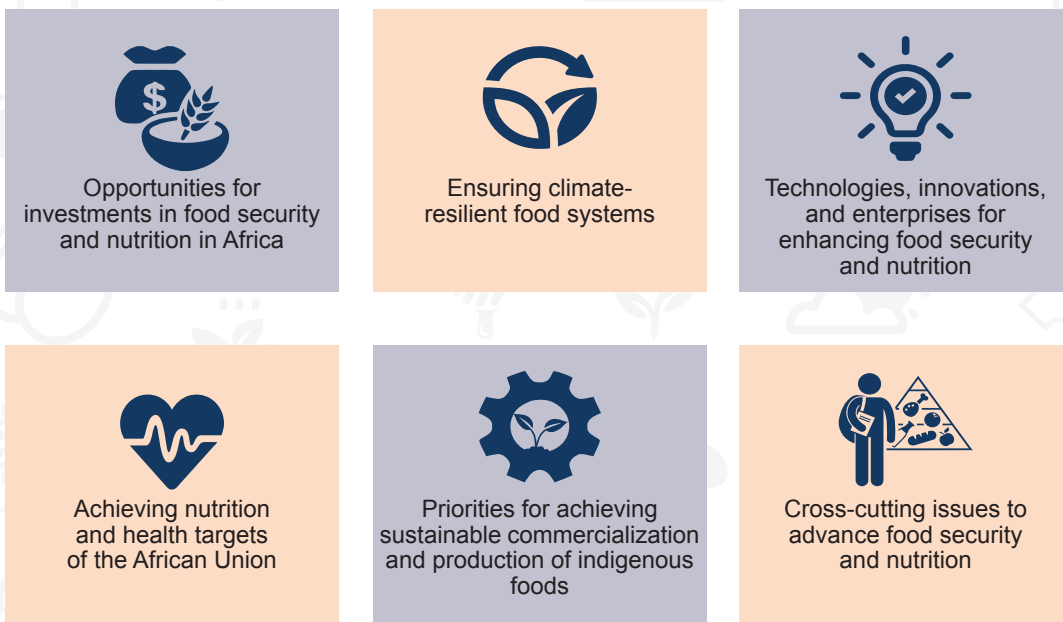 $
Opportunities for
investments in food security
and nutrition in Africa
Ensuring climate-
resilient food systems
Technologies, innovations,
and enterprises for
enhancing food security
and nutrition
Achieving nutrition
and health targets
of the African Union
Priorities for achieving
sustainable commercialization
and production of indigenous
foods
Cross-cutting issues to
advance food security
and nutrition